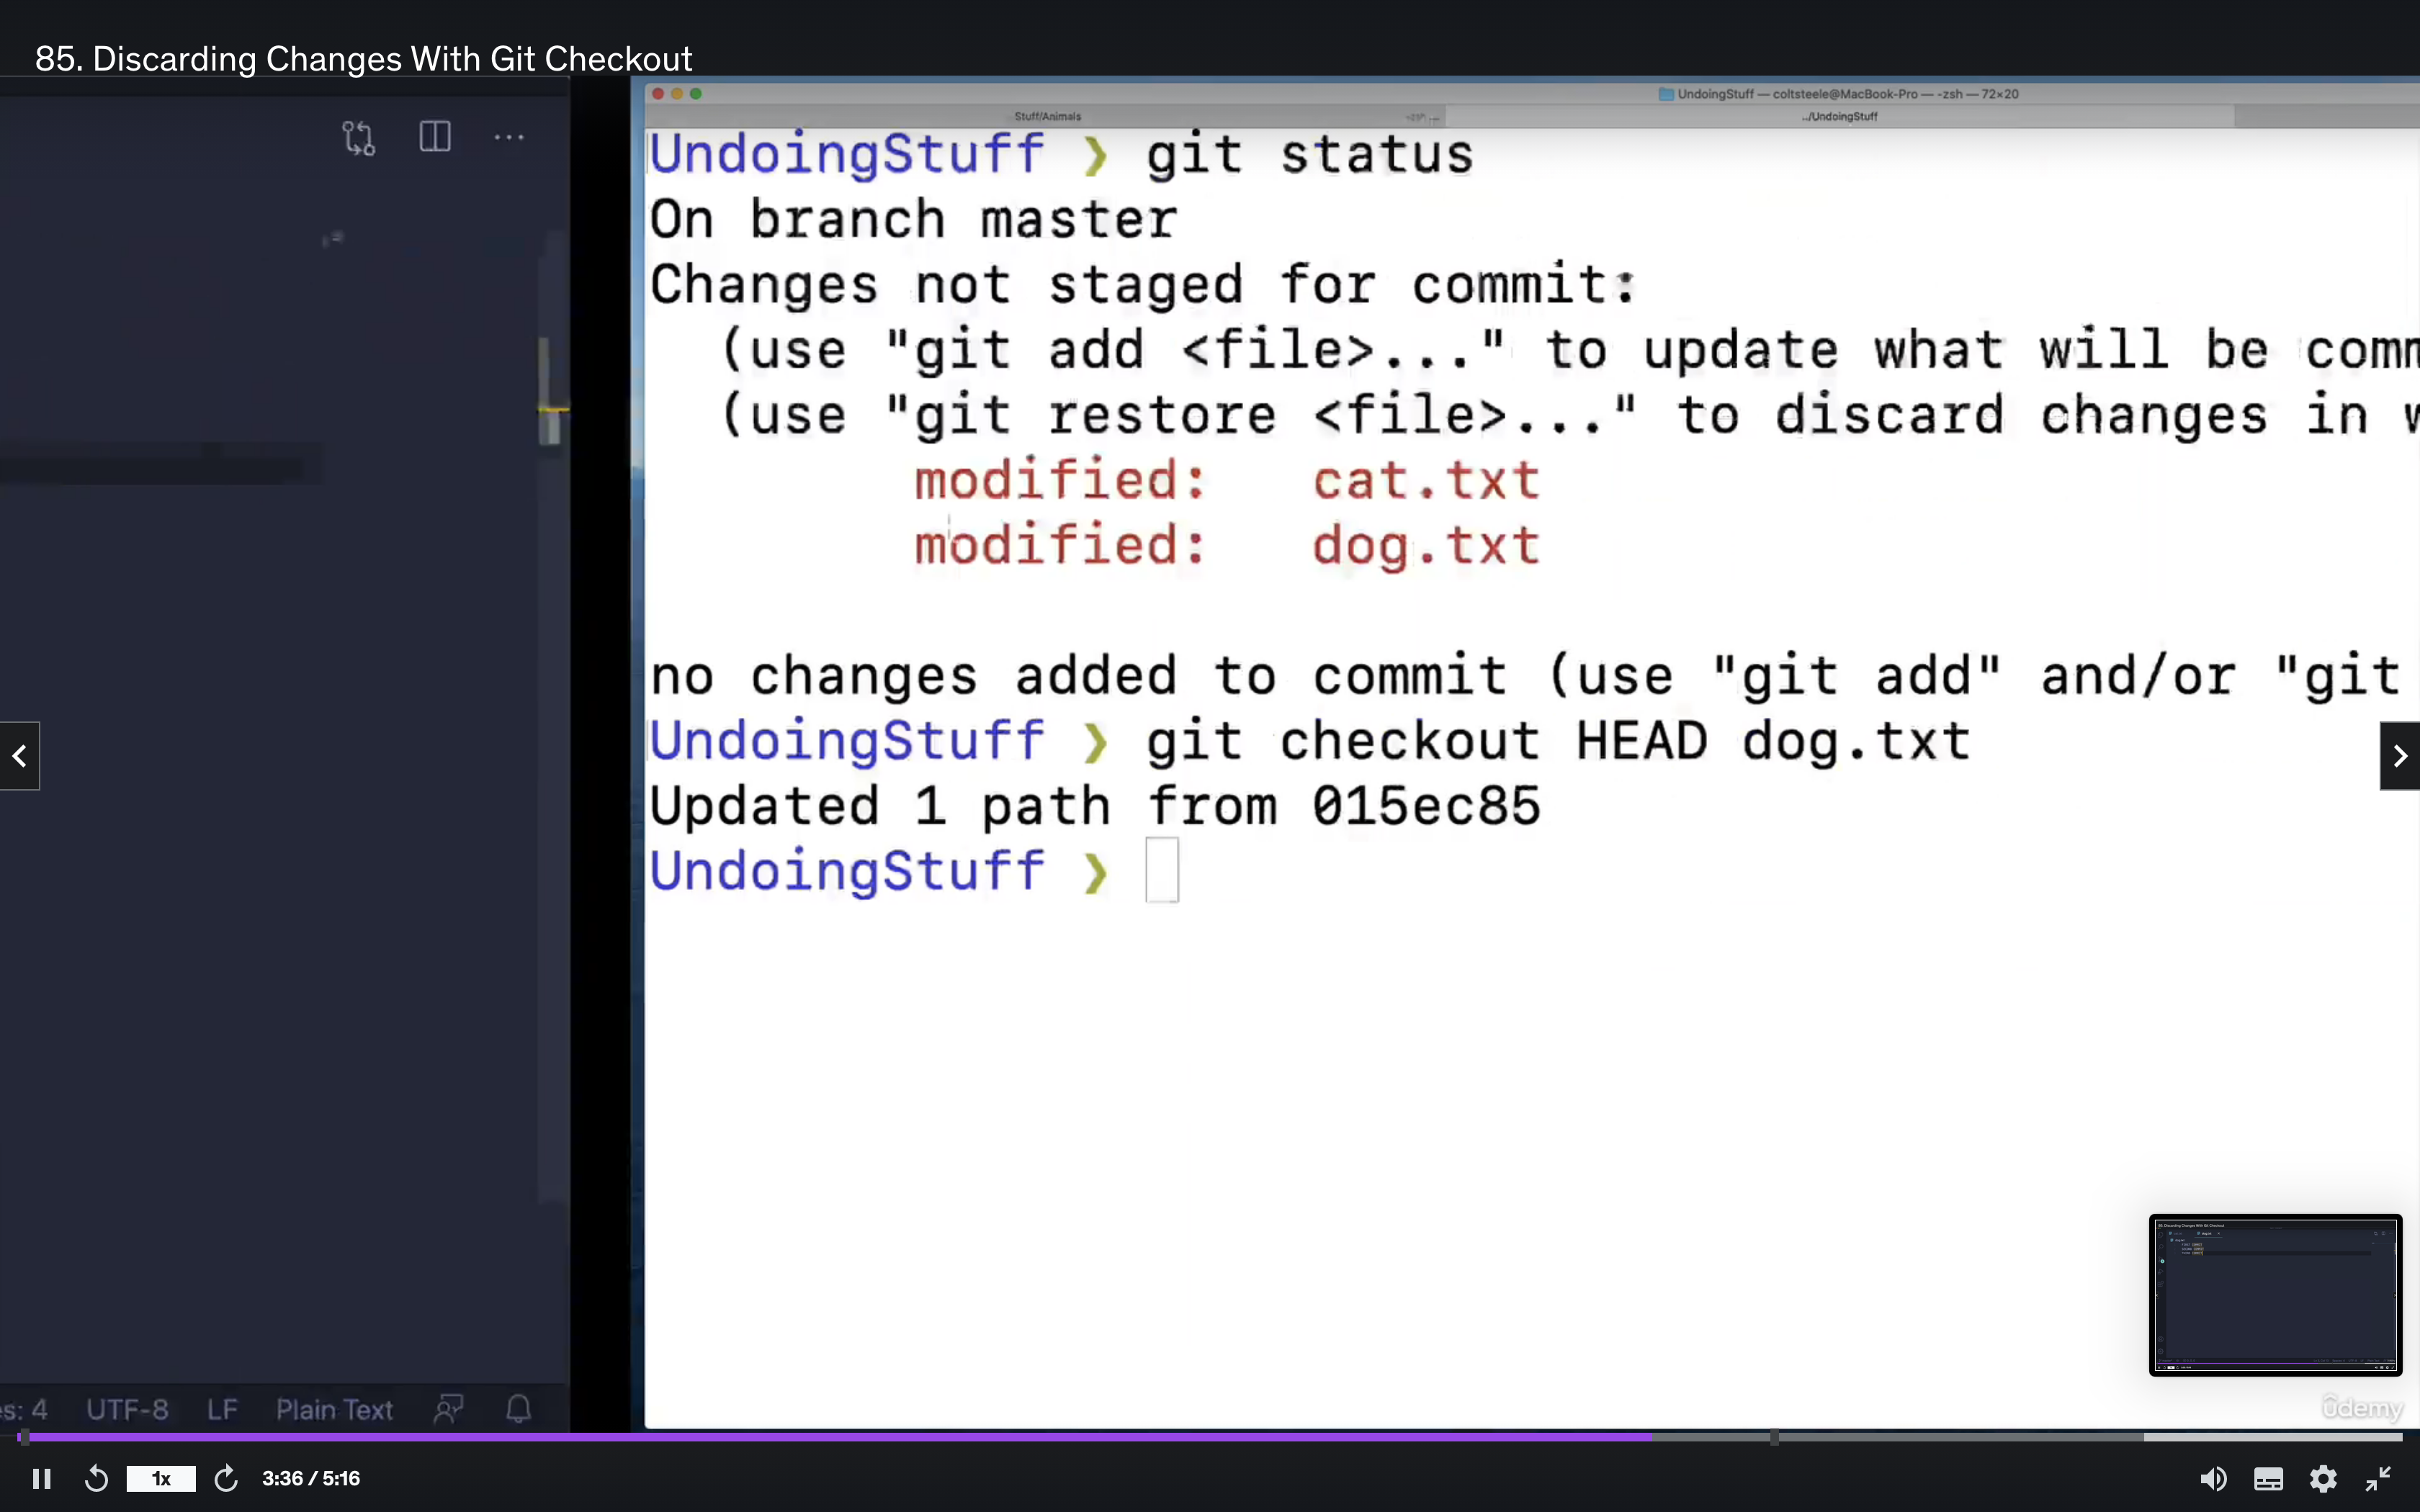 85. Discarding Changes With Git Checkout
UndoingStuff — coltsteele@MacBook-Pro — -zsh — 72×20
Stuff/Animals
../UndoingStuff
UndoingStuff ❯ git status
On branch master
Changes not staged for commit:
(use "git add <file>..." to update what will be comm
(use "git restore <file>..." to discard changes in w
modified: cat.txt
modified: dog.txt
no changes added to commit (use "git add" and/or "git
UndoingStuff ❯ git checkout HEAD dog.txt
Updated 1 path from 015ec85
UndoingStuff ❯
es: 4 UTF-8 LF Plain Text
ûdemy
1x 3:36 / 5:16